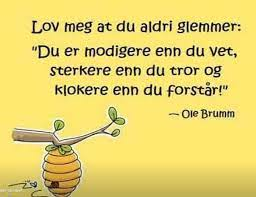 Lov meg at du aldri glemmer:
"Du er modigere enn du vet,
sterkere enn du tror og
klokere enn du forstår!"
— Ole Brumm